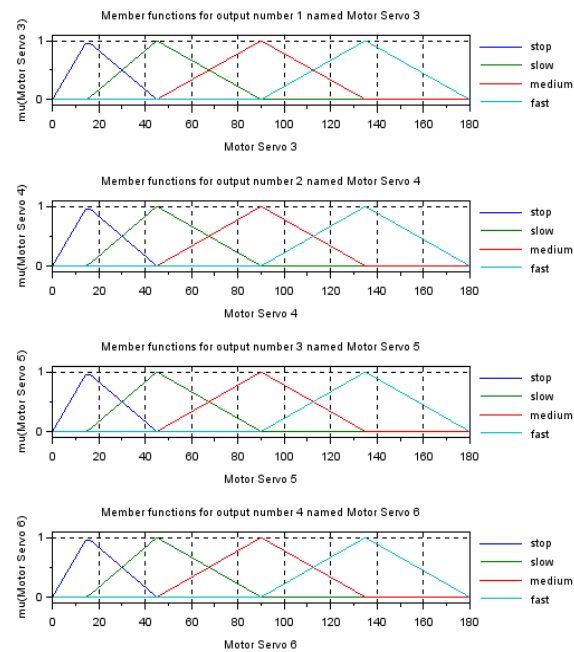 Member functions for output number 1 named Motor Servo 3
mu(Motor Servo 3)
1
0
0 20 40 60 80 100 120 140 160 180
Motor Servo 3
stop
slow
medium
fast
Member functions for output number 2 named Motor Servo 4
mu(Motor Servo 4)
1
0
0 20 40 60 80 100 120 140 160 180
Motor Servo 4
stop
slow
medium
fast
Member functions for output number 3 named Motor Servo 5
mu(Motor Servo 5)
1
0
0 20 40 60 80 100 120 140 160 180
Motor Servo 5
stop
slow
medium
fast
Member functions for output number 4 named Motor Servo 6
mu(Motor Servo 6)
1
0
0 20 40 60 80 100 120 140 160 180
Motor Servo 6
stop
slow
medium
fast